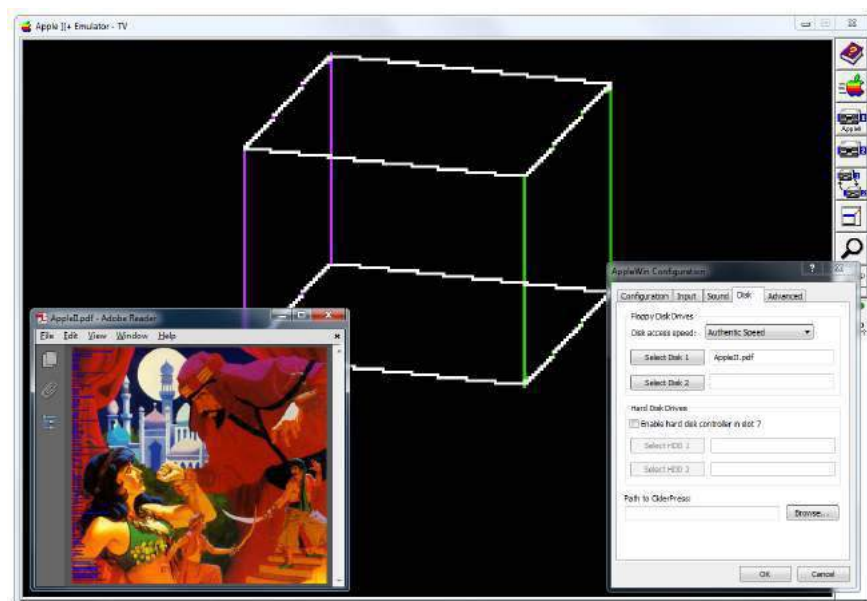 Apple ][+ Emulator - TV
1
Apple
2
AppleWin Configuration
Configuration Input Sound Disk Advanced
Floppy Disk Drives
Disk access speed: Authentic Speed
Select Disk 1 AppleII.pdf
Select Disk 2
Hard Disk Drives
Enable hard disk controller in slot 7
Select HDD 1
Select HDD 2
Path to CiderPress:
Browse...
OK Cancel
AppleII.pdf - Adobe Reader
File Edit View Window Help